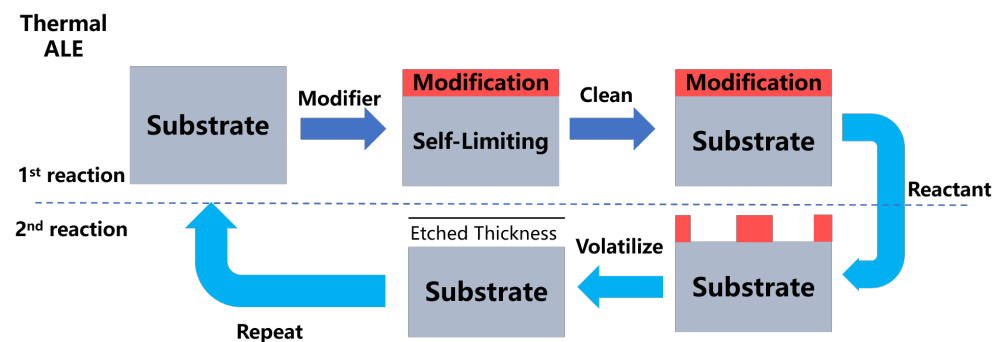 Thermal
ALE
Substrate
Modifier
Modification
Self-Limiting
Clean
Modification
Substrate
1st reaction
Reactant
2nd reaction
Etched Thickness
Substrate
Volatilize
Substrate
Repeat